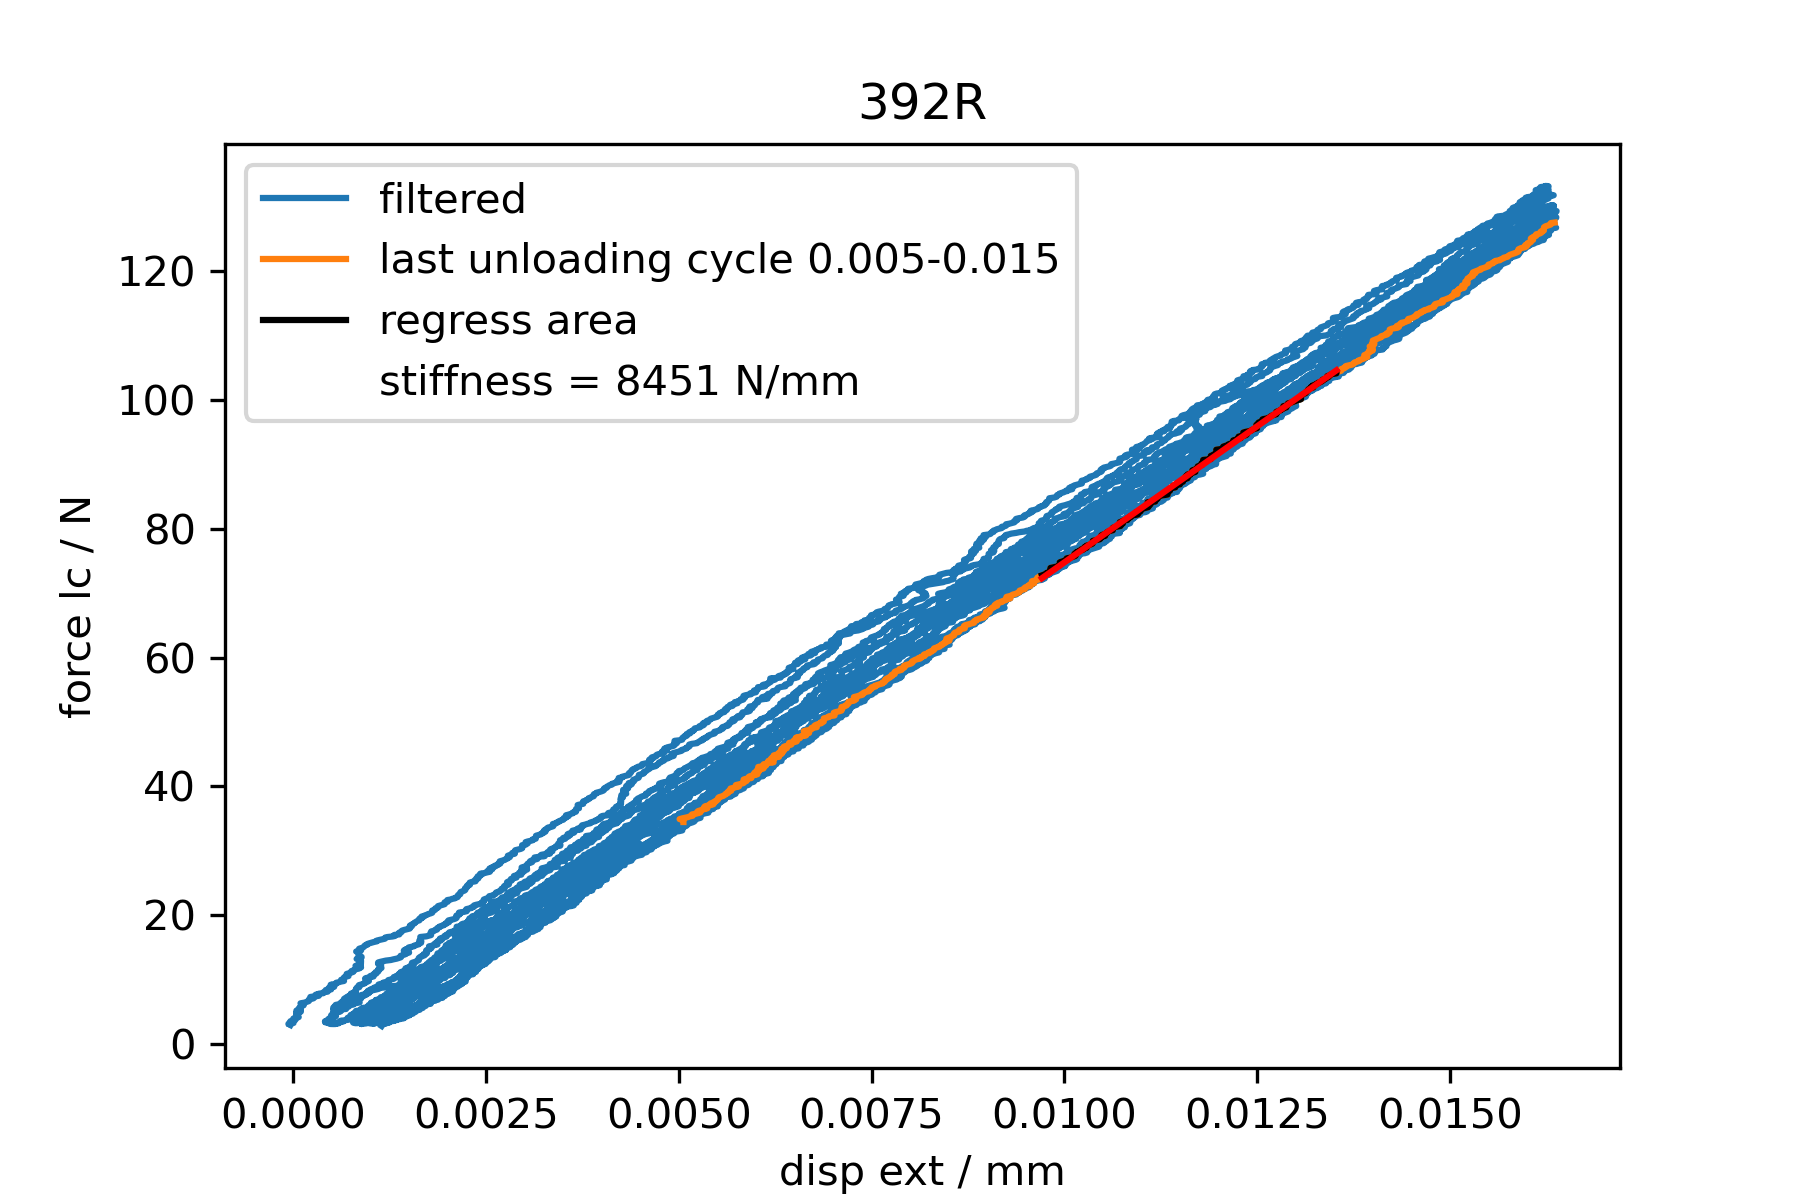 392R
filtered
last unloading cycle 0.005-0.015
regress area
stiffness = 8451 N/mm
force lc / N
120
100
80
60
40
20
0
0.0000 0.0025 0.0050 0.0075 0.0100 0.0125 0.0150
disp ext / mm